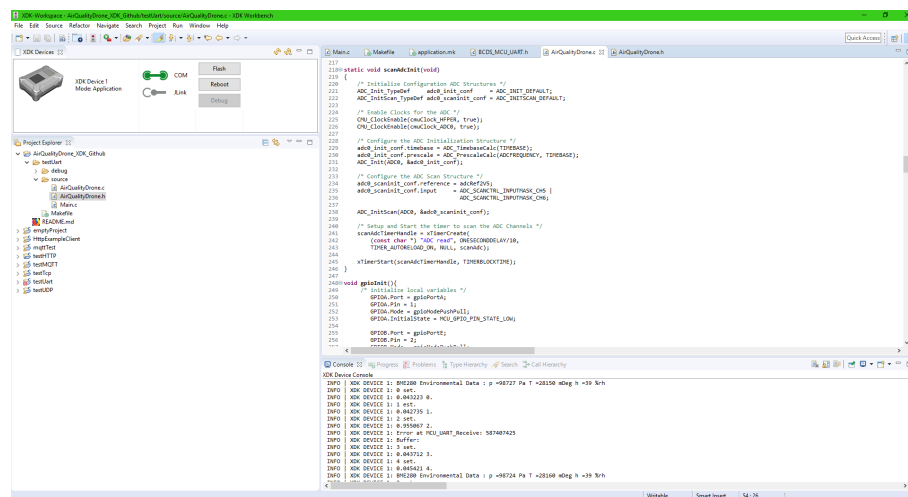 XDK-Workspace - AirQualityDrone_XDK_Github/testUart/source/AirQualityDrone.c - XDK Workbench
File Edit Source Refactor Navigate Search Project Run Window Help
Quick Access
XDK Devices
XDK Device 1
Mode: Application
COM
JLink
Flash
Reboot
Debug
Project Explorer
AirQualityDrone_XDK_Github
testUart
debug
source
AirQualityDrone.c
AirQualityDrone.h
Main.c
Makefile
README.md
emptyProject
HttpExampleClient
mqttTest
testHTTP
testMQTT
testTcp
testUart
testUDP
Main.c Makefile application.mk BCDS_MCU_UART.h AirQualityDrone.c AirQualityDrone.h
217
218 static void scanAdcInit(void)
219 {
220 /* Initialize Configuration ADC Structures */
221 ADC_Init_TypeDef adc0_init_conf = ADC_INIT_DEFAULT;
222 ADC_InitScan_TypeDef adc0_scaninit_conf = ADC_INITSCAN_DEFAULT;
223
224 /* Enable Clocks for the ADC */
225 CMU_ClockEnable(cmuClock_HFPER, true);
226 CMU_ClockEnable(cmuClock_ADC0, true);
227
228 /* Configure the ADC Initialization Structure */
229 adc0_init_conf.timebase = ADC_TimebaseCalc(TIMEBASE);
230 adc0_init_conf.prescale = ADC_PrescaleCalc(ADCFREQUENCY, TIMEBASE);
231 ADC_Init(ADC0, &adc0_init_conf);
232
233 /* Configure the ADC Scan Structure */
234 adc0_scaninit_conf.reference = adcRef2V5;
235 adc0_scaninit_conf.input = ADC_SCANCTRL_INPUTMASK_CH5 |
236 ADC_SCANCTRL_INPUTMASK_CH6;
237
238 ADC_InitScan(ADC0, &adc0_scaninit_conf);
239
240 /* Setup and Start the timer to scan the ADC Channels */
241 scanAdcTimerHandle = xTimerCreate(
242 (const char *) "ADC read", ONESECONDDELAY/10,
243 TIMER_AUTORELOAD_ON, NULL, scanAdc);
244
245 xTimerStart(scanAdcTimerHandle, TIMERBLOCKTIME);
246 }
247
248 void gpioInit(){
249 /* initialize local variables */
250 GPIOA.Port = gpioPortA;
251 GPIOA.Pin = 1;
252 GPIOA.Mode = gpioModePushPull;
253 GPIOA.InitialState = MCU_GPIO_PIN_STATE_LOW;
254
255 GPIOB.Port = gpioPortE;
256 GPIOB.Pin = 2;
Console Progress Problems Type Hierarchy Search Call Hierarchy
XDK Device Console
INFO | XDK DEVICE 1: BME280 Environmental Data : p =98727 Pa T =28150 mDeg h =39 %rh
INFO | XDK DEVICE 1: 0 set.
INFO | XDK DEVICE 1: 0.043223 0.
INFO | XDK DEVICE 1: 1 est.
INFO | XDK DEVICE 1: 0.042735 1.
INFO | XDK DEVICE 1: 2 set.
INFO | XDK DEVICE 1: 0.955067 2.
INFO | XDK DEVICE 1: Error at MCU_UART_Receive: 587407425
INFO | XDK DEVICE 1: Buffer:
INFO | XDK DEVICE 1: 3 set.
INFO | XDK DEVICE 1: 0.043712 3.
INFO | XDK DEVICE 1: 4 set.
INFO | XDK DEVICE 1: 0.045421 4.
INFO | XDK DEVICE 1: BME280 Environmental Data : p =98724 Pa T =28160 mDeg h =39 %rh
Writable Smart Insert 54 : 26